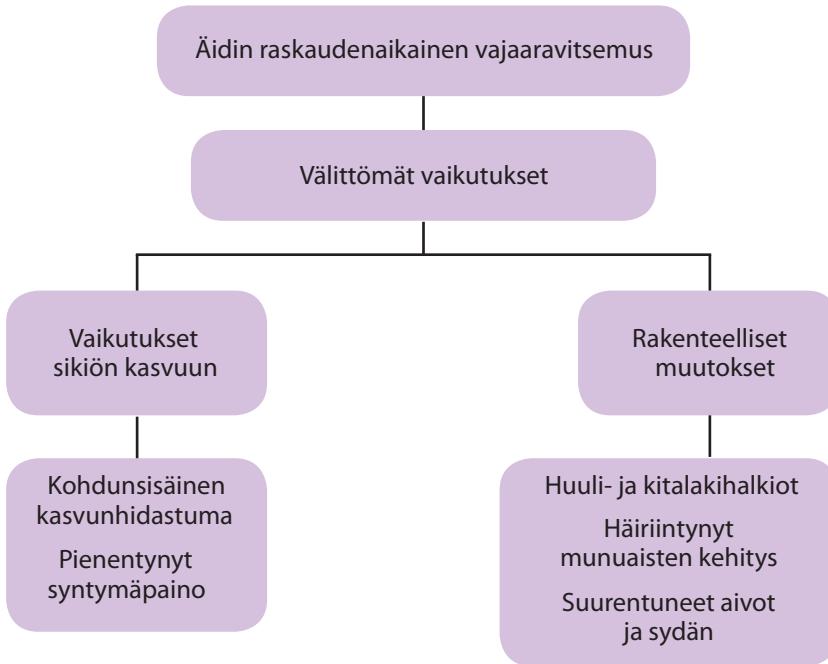 Äidin raskaudenaikainen vajaaravitsemus
Välittömät vaikutukset
Vaikutukset
sikiön kasvuun
Rakenteelliset
muutokset
Kohdunsisäinen
kasvunhidastuma
Pienentynyt
syntymäpaino
Huuli- ja kitalakihalkiot
Häiriintynyt
munuaisten kehitys
Suurentuneet aivot
ja sydän